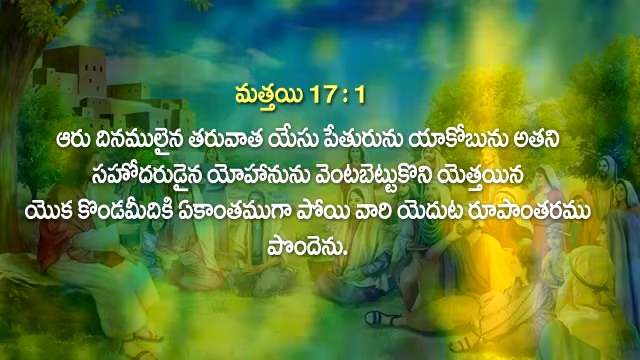 మత్తయి 17 : 1
ఆరు దినములైన తరువాత యేసు పేతురును యాకోబును అతని
సహోదరుడైన యోహానును వెంటబెట్టుకొని యెత్తయిన
యొక కొండమీదికి ఏకాంతముగా పోయి వారి యెదుట రూపాంతరము
పొందెను.